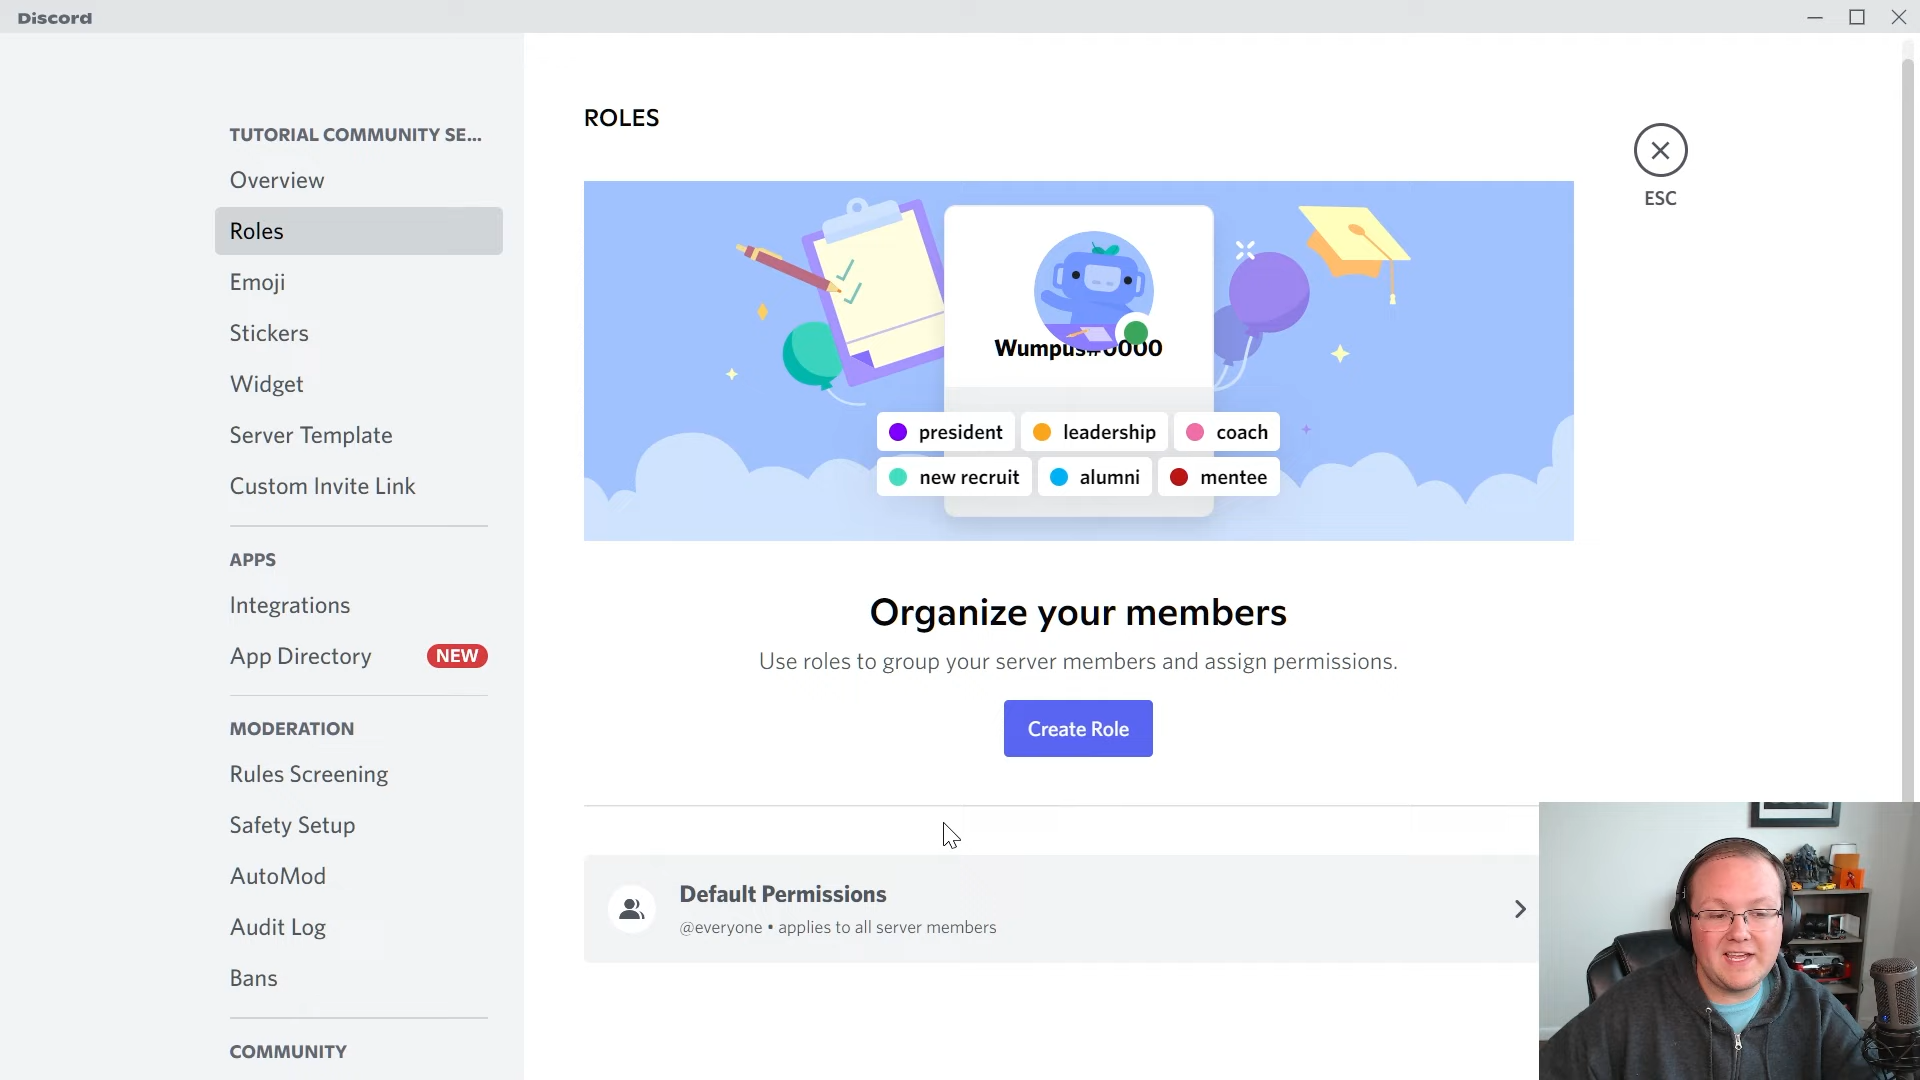 Discord
TUTORIAL COMMUNITY SE...
Overview
Roles
Emoji
Stickers
Widget
Server Template
Custom Invite Link
APPS
Integrations
App Directory NEW
MODERATION
Rules Screening
Safety Setup
AutoMod
Audit Log
Bans
COMMUNITY
ROLES
ESC
Wumpus#0000
president leadership coach
new recruit alumni mentee
Organize your members
Use roles to group your server members and assign permissions.
Create Role
Default Permissions
@everyone • applies to all server members